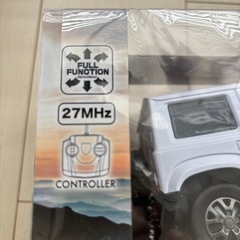 FULL
FUNCTION
27MHz
CONTROLLER